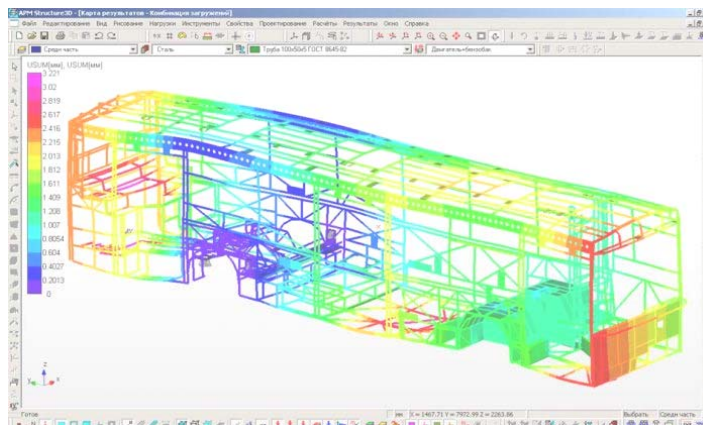 APM Structure3D - [Карта результатов - Комбинация загружений]
Файл Редактирование Вид Рисование Нагрузки Инструменты Свойства Проектирование Расчёты Результаты Окно Справка
Средн часть Сталь Труба 100x50x5 ГОСТ 8645-82 Двигатель+бензобак
USUM[мм], USUM[мм]
3.221
3.02
2.819
2.617
2.416
2.215
2.013
1.812
1.611
1.409
1.208
1.007
0.8054
0.604
0.4027
0.2013
0
Z
Y X
Готово мм X = 1467.71 Y = 7972.99 Z = 2263.86 Выбрать Средн часть